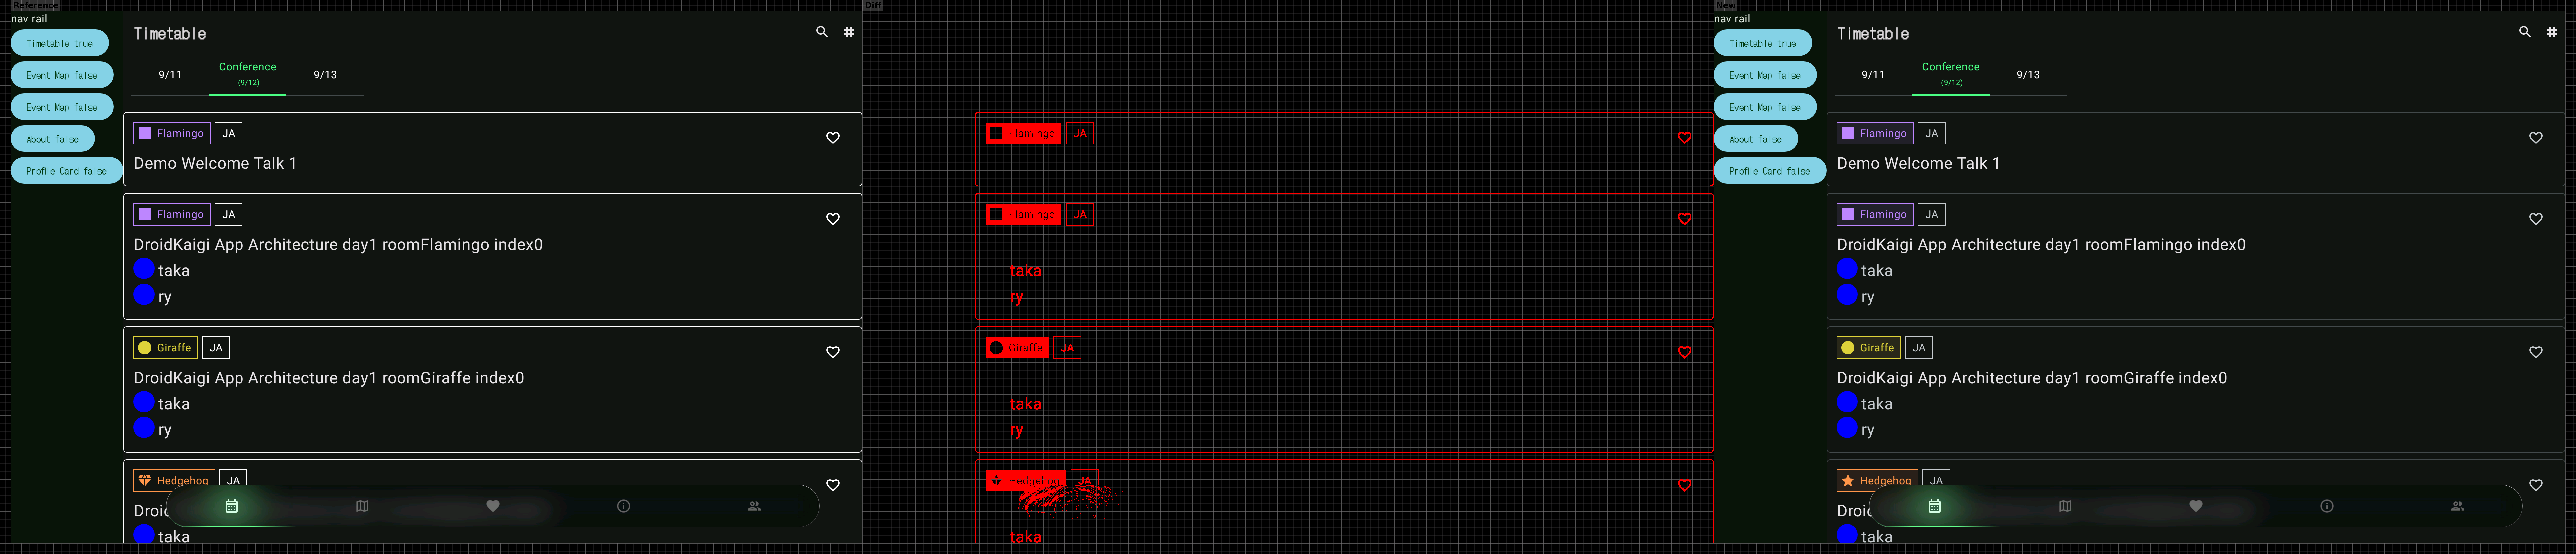 Reference
nav rail
Timetable true
Event Map false
Event Map false
About false
Profile Card false
Timetable
9/11
Conference
(9/12)
9/13
Flamingo
JA
Demo Welcome Talk 1
Flamingo
JA
DroidKaigi App Architecture day1 roomFlamingo index0
taka
ry
Giraffe
JA
DroidKaigi App Architecture day1 roomGiraffe index0
taka
ry
Hedgehog
JA
Droid
taka
Diff
Flamingo
JA
Flamingo
JA
taka
ry
Giraffe
JA
taka
ry
Hedgehog
JA
taka
New
nav rail
Timetable true
Event Map false
Event Map false
About false
Profile Card false
Timetable
9/11
Conference
(9/12)
9/13
Flamingo
JA
Demo Welcome Talk 1
Flamingo
JA
DroidKaigi App Architecture day1 roomFlamingo index0
taka
ry
Giraffe
JA
DroidKaigi App Architecture day1 roomGiraffe index0
taka
ry
Hedgehog
JA
Droid
taka